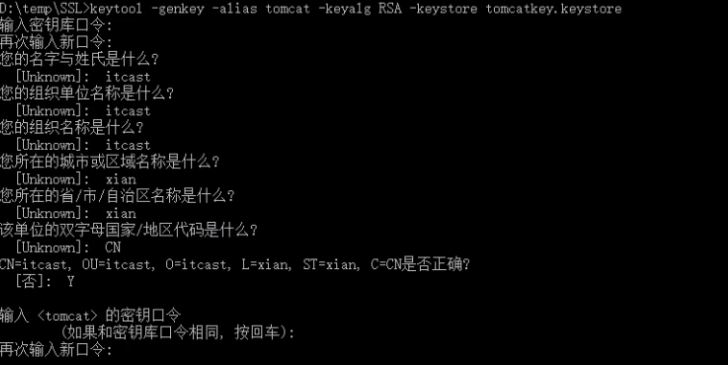 D:\temp\SSL>keytool -genkey -alias tomcat -keyalg RSA -keystore tomcatkey.keystore
输入密钥库口令:
再次输入新口令:
您的名字与姓氏是什么?
[Unknown]: itcast
您的组织单位名称是什么?
[Unknown]: itcast
您的组织名称是什么?
[Unknown]: itcast
您所在的城市或区域名称是什么?
[Unknown]: xian
您所在的省/市/自治区名称是什么?
[Unknown]: xian
该单位的双字母国家/地区代码是什么?
[Unknown]: CN
CN=itcast, OU=itcast, O=itcast, L=xian, ST=xian, C=CN是否正确?
[否]: Y
输入 <tomcat> 的密钥口令
(如果和密钥库口令相同, 按回车):
再次输入新口令: